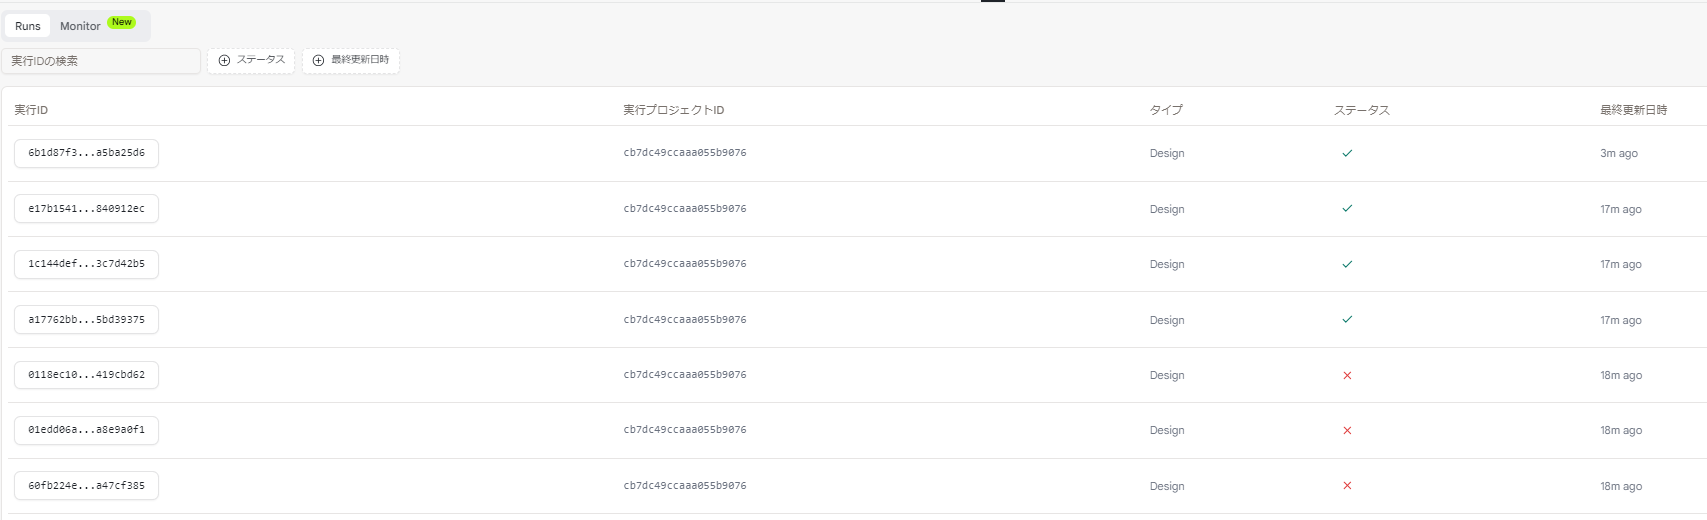 Runs Monitor New
実行IDの検索 ステータス 最終更新日時
実行ID 実行プロジェクトID タイプ ステータス 最終更新日時
6b1d87f3...a5ba25d6 cb7dc49ccaaa055b9076 Design 3m ago
e17b1541...840912ec cb7dc49ccaaa055b9076 Design 17m ago
1c144def...3c7d42b5 cb7dc49ccaaa055b9076 Design 17m ago
a17762bb...5bd39375 cb7dc49ccaaa055b9076 Design 17m ago
0118ec10...419cbd62 cb7dc49ccaaa055b9076 Design 18m ago
01edd06a...a8e9a0f1 cb7dc49ccaaa055b9076 Design 18m ago
60fb224e...a47cf385 cb7dc49ccaaa055b9076 Design 18m ago